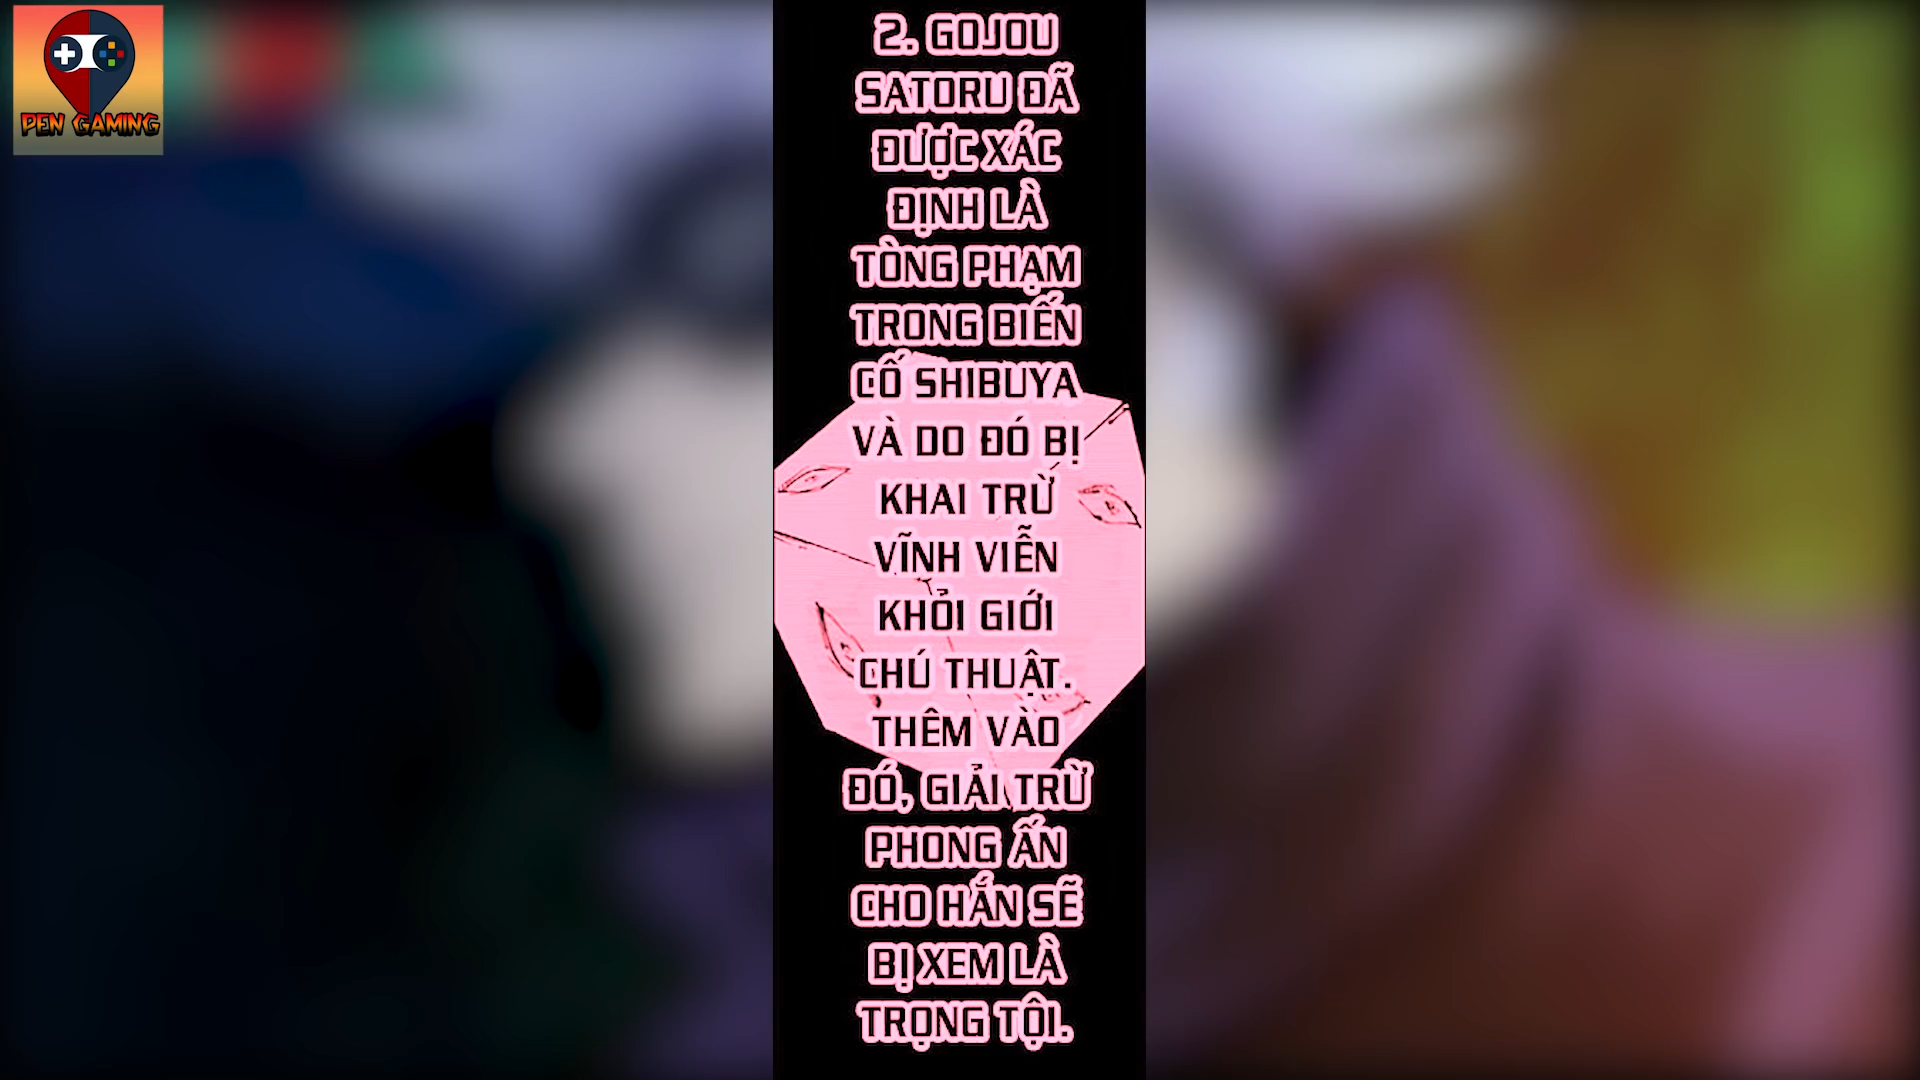 PEN GAMING
2. GOJOU
SATORU ĐÃ
ĐƯỢC XÁC
ĐỊNH LÀ
TÒNG PHẠM
TRONG BIẾN
CỐ SHIBUYA
VÀ DO ĐÓ BỊ
KHAI TRỪ
VĨNH VIỄN
KHỎI GIỚI
CHÚ THUẬT.
THÊM VÀO
ĐÓ, GIẢI TRỪ
PHONG ẤN
CHO HẮN SẼ
BỊ XEM LÀ
TRỌNG TỘI.